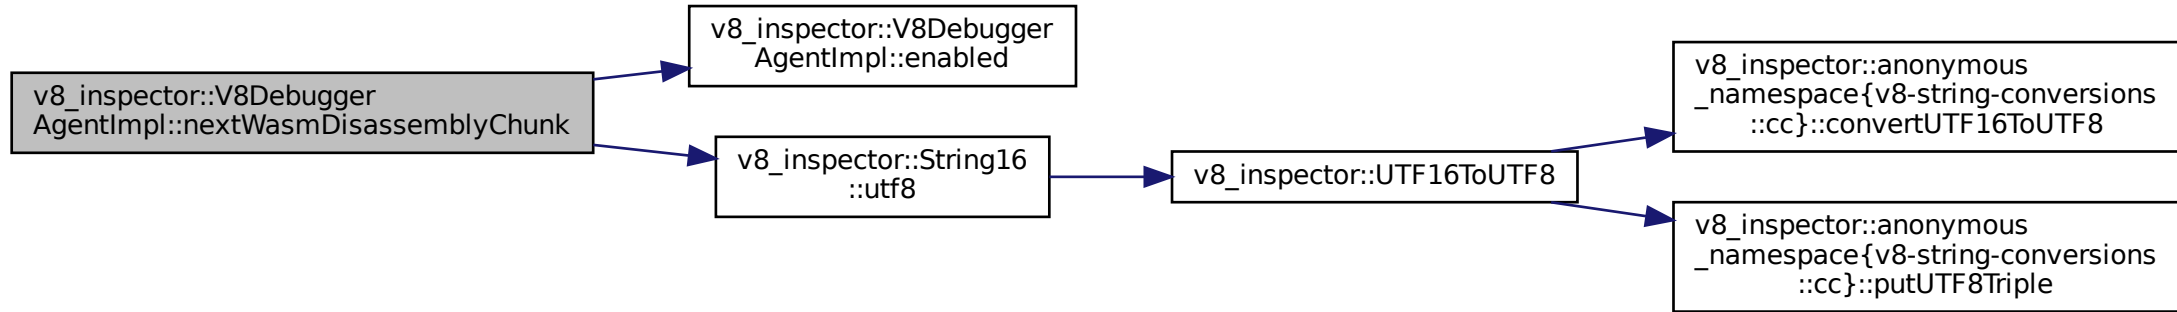 v8_inspector::V8Debugger
AgentImpl::nextWasmDisassemblyChunk
v8_inspector::V8Debugger
AgentImpl::enabled
v8_inspector::String16
::utf8
v8_inspector::UTF16ToUTF8
v8_inspector::anonymous
_namespace{v8-string-conversions
::cc}::convertUTF16ToUTF8
v8_inspector::anonymous
_namespace{v8-string-conversions
::cc}::putUTF8Triple